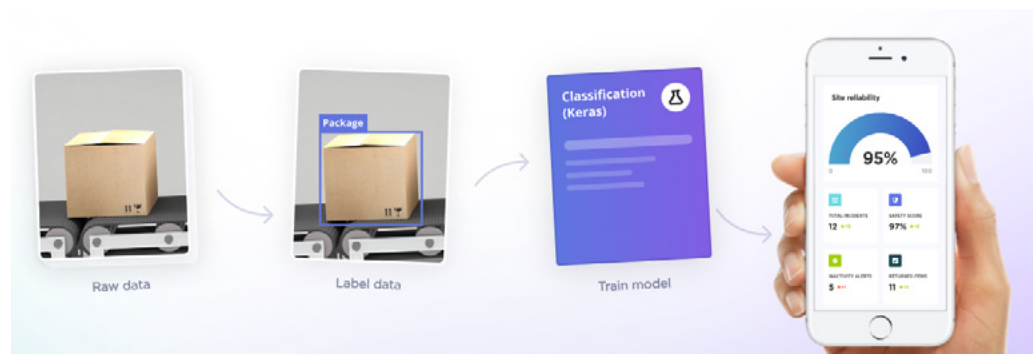 Package
Raw data
Label data
Classification
(Keras)
Train model
Site reliability
95%
0
100
TOTAL INCIDENTS
SAFETY SCORE
12
97%
INACTIVITY ALERTS
RETURNED ITEMS
5
11